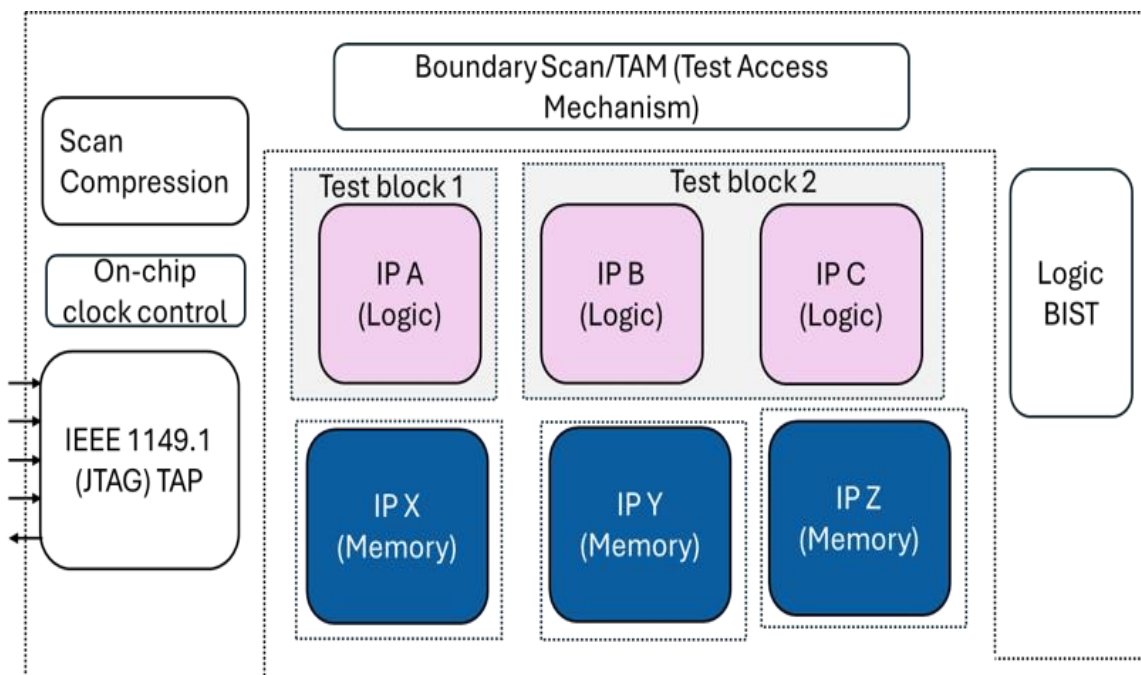 Boundary Scan/TAM (Test Access
Mechanism)
Scan
Compression
On-chip
clock control
IEEE 1149.1
(JTAG) TAP
Test block 1
IP A
(Logic)
Test block 2
IP B
(Logic)
IP C
(Logic)
IP X
(Memory)
IP Y
(Memory)
IP Z
(Memory)
Logic
BIST